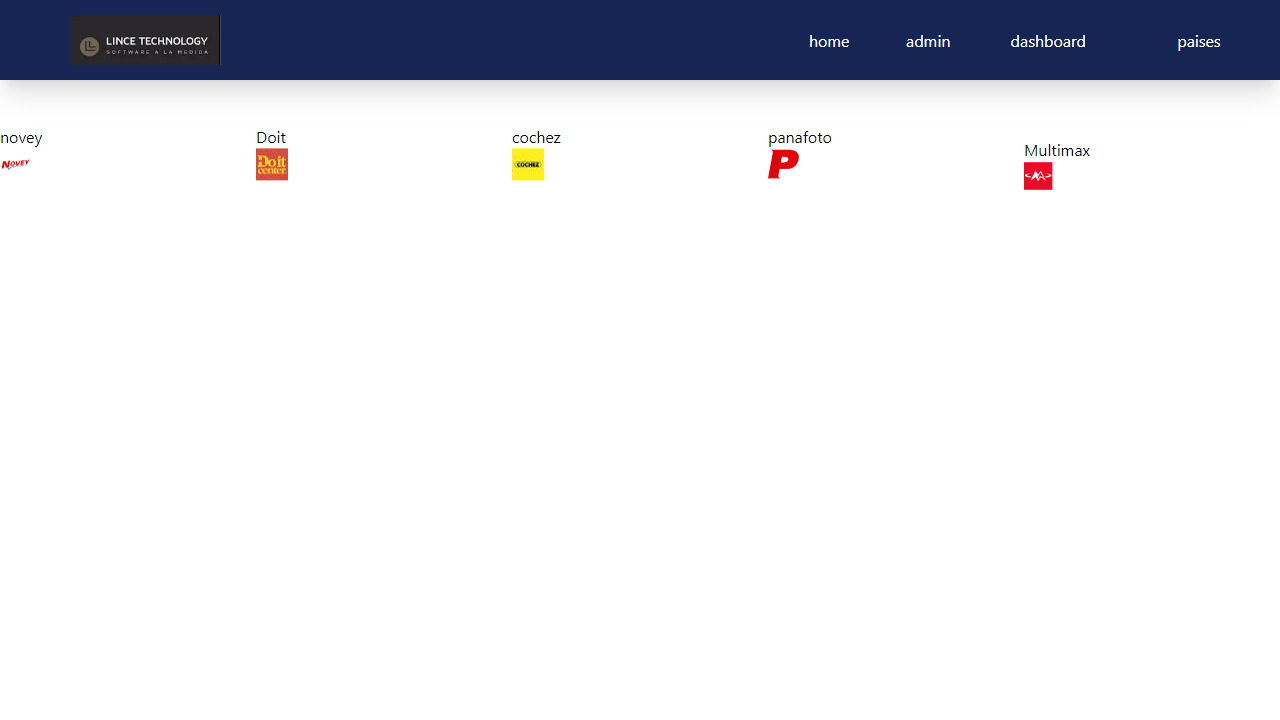 LINCE TECHNOLOGY
SOFTWARE A LA MEDIDA
home admin dashboard paises
novey Doit cochez panafoto Multimax
NOVEY Do it center COCHEZ P